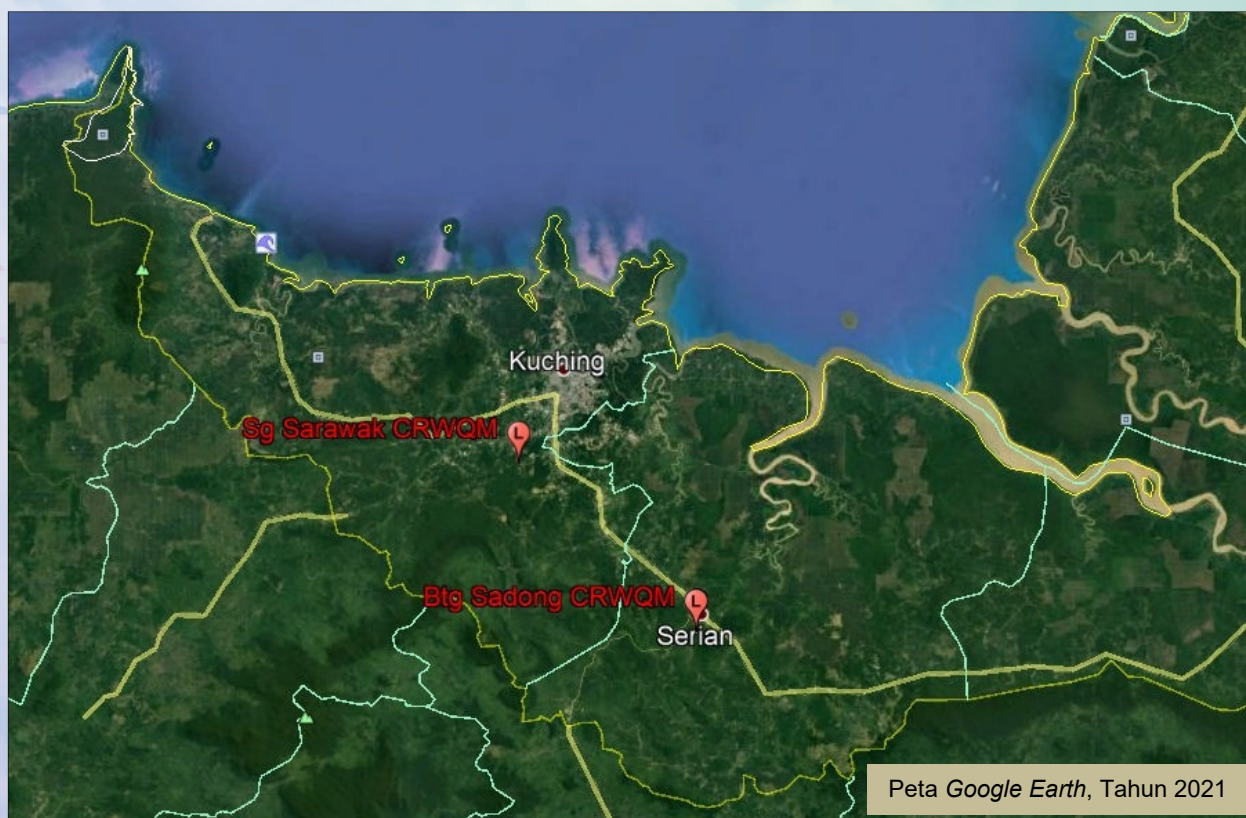 Kuching
Sg Sarawak CRWQM
L
Btg Sadong CRWQM
L
Serian
Peta Google Earth, Tahun 2021